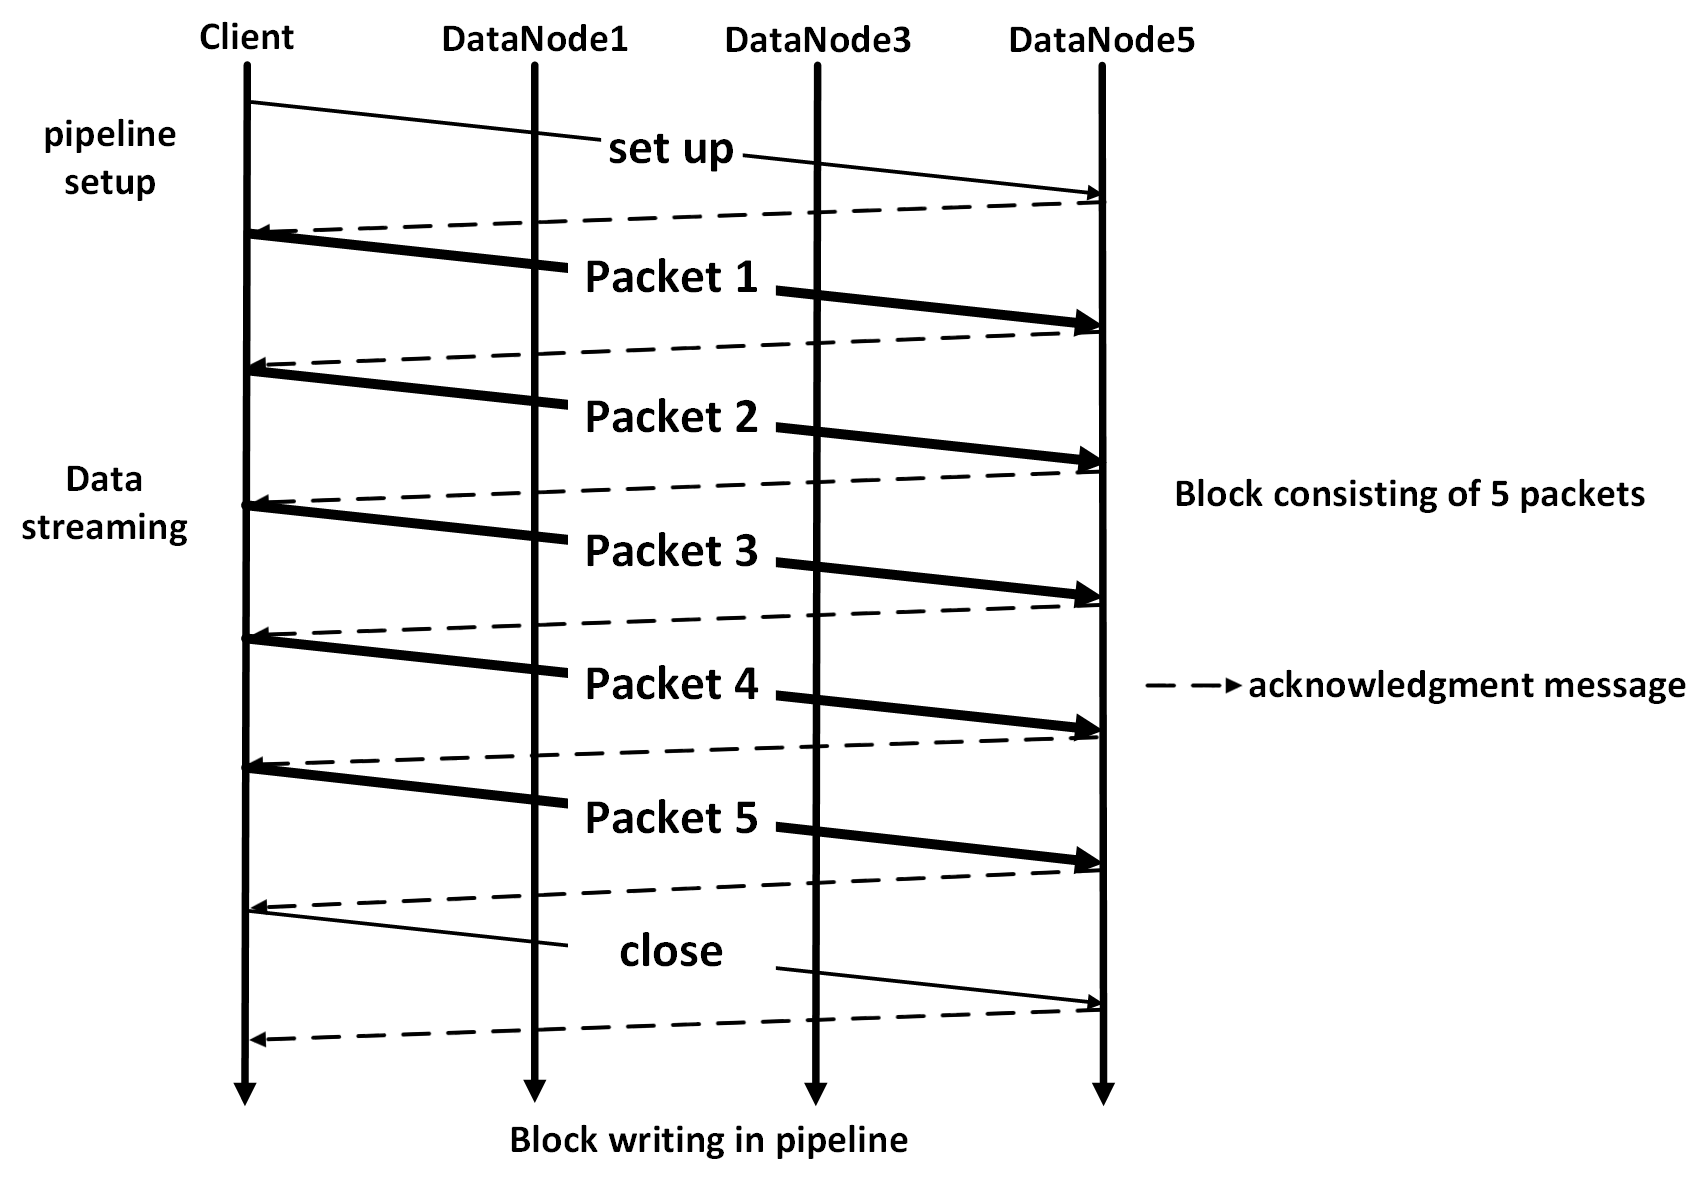 Client
DataNode1
DataNode3
DataNode5
pipeline
setup
set up
Packet 1
Packet 2
Data
streaming
Block consisting of 5 packets
Packet 3
Packet 4
acknowledgment message
Packet 5
close
Block writing in pipeline